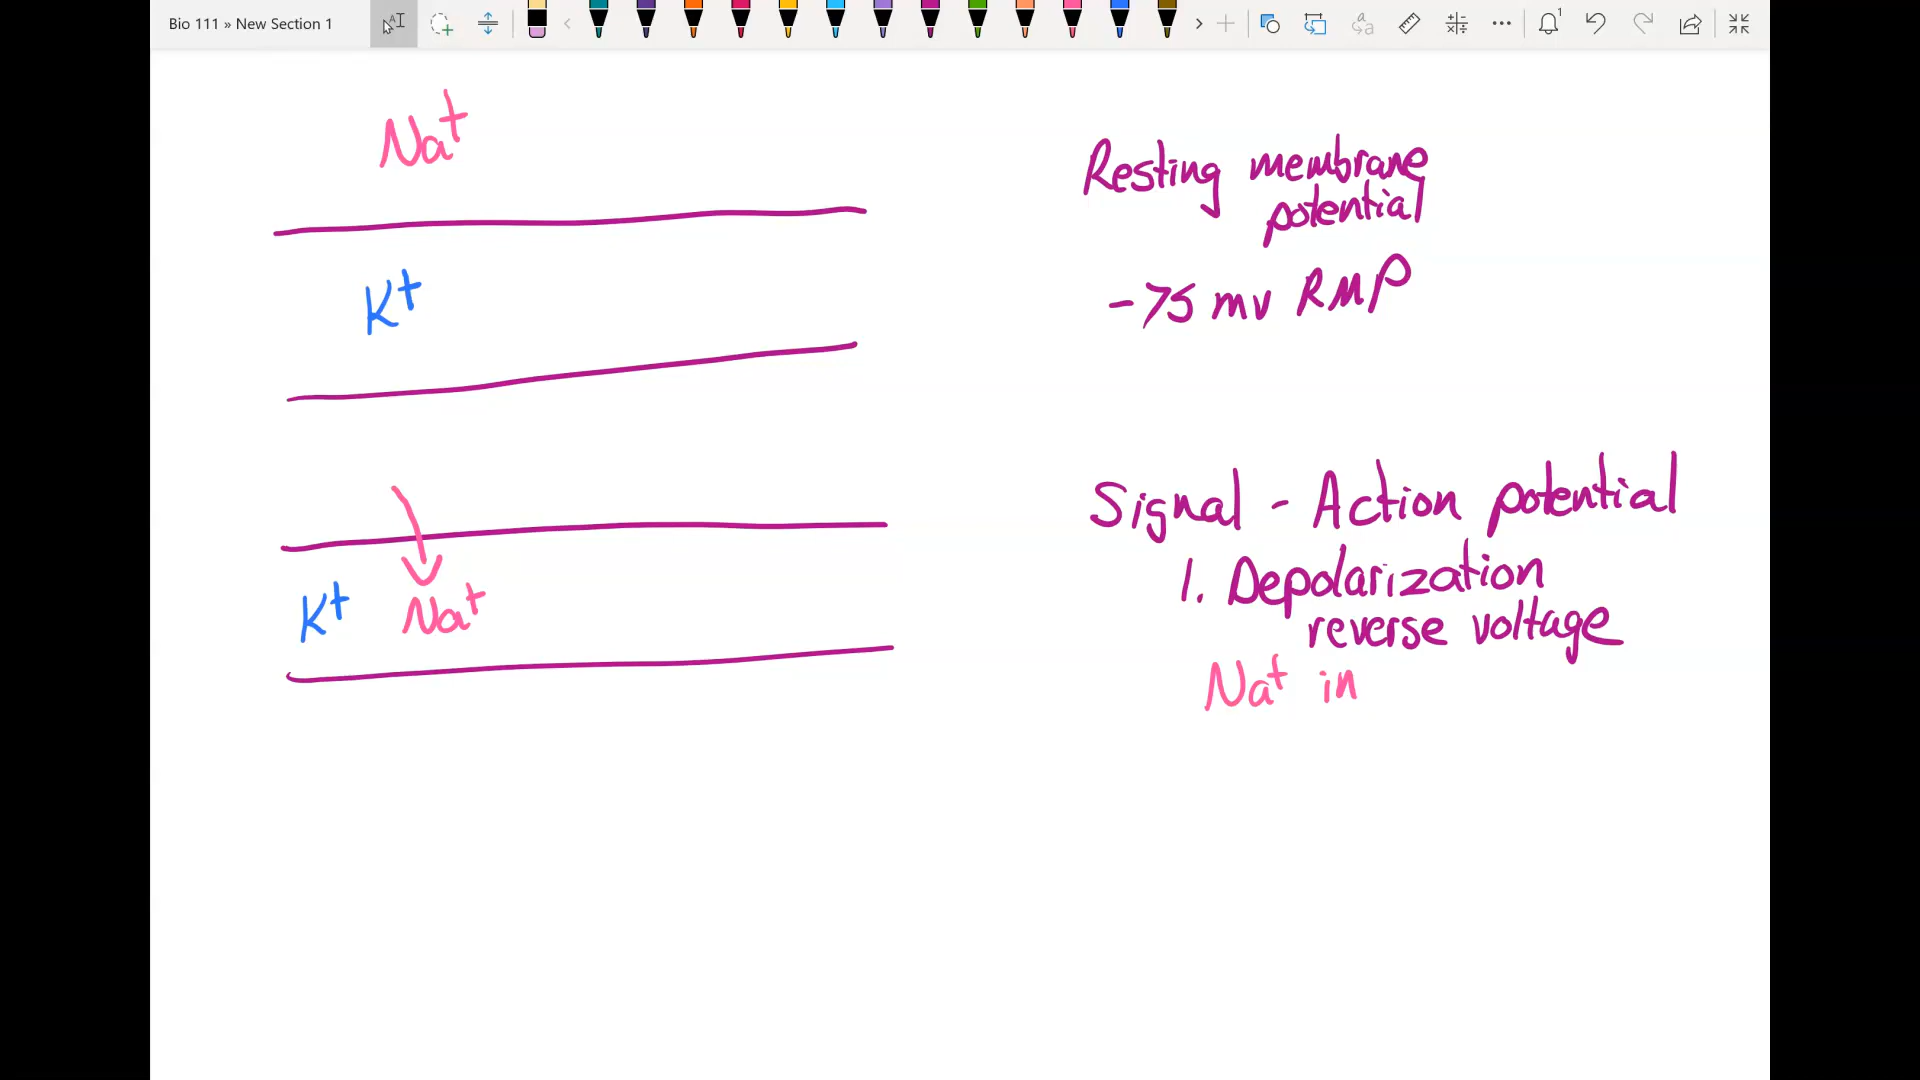 Bio 111 » New Section 1
Na+
K+
Resting membrane
potential
-75 mv RMP
K+ Na+
Signal - Action potential
1. Depolarization
reverse voltage
Na+ in